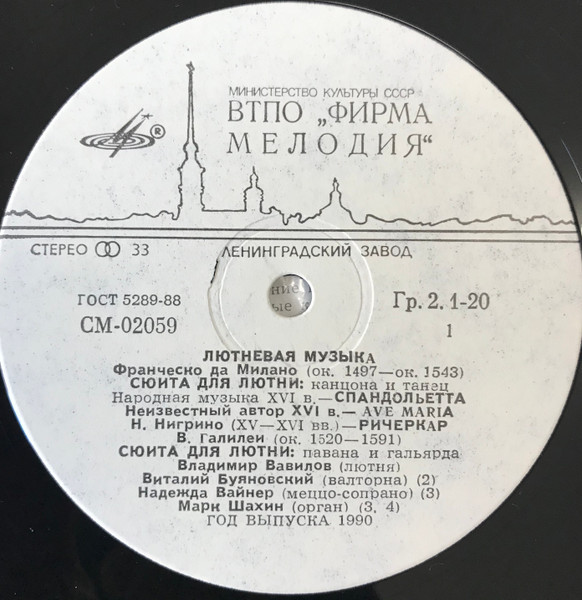 МИНИСТЕРСТВО КУЛЬТУРЫ СССР
ВТПО „ФИРМА
МЕЛОДИЯ“
®
СТЕРЕО 33
ЛЕНИНГРАДСКИЙ ЗАВОД
ГОСТ 5289-88
СМ-02059
ние
ые к
Гр. 2. 1-20
1
ЛЮТНЕВАЯ МУЗЫКА
Франческо да Милано (ок. 1497—ок. 1543)
СЮИТА ДЛЯ ЛЮТНИ: канцона и танец
Народная музыка XVI в.—СПАНДОЛЬЕТТА
Неизвестный автор XVI в.— AVE MARIA
Н. Нигрино (XV—XVI вв.)—РИЧЕРКАР
В. Галилеи (ок. 1520—1591)
СЮИТА ДЛЯ ЛЮТНИ: павана и гальярда
Владимир Вавилов (лютня)
Виталий Буяновский (валторна) (2)
Надежда Вайнер (меццо-сопрано) (3)
Марк Шахин (орган) (3, 4)
ГОД ВЫПУСКА 1990